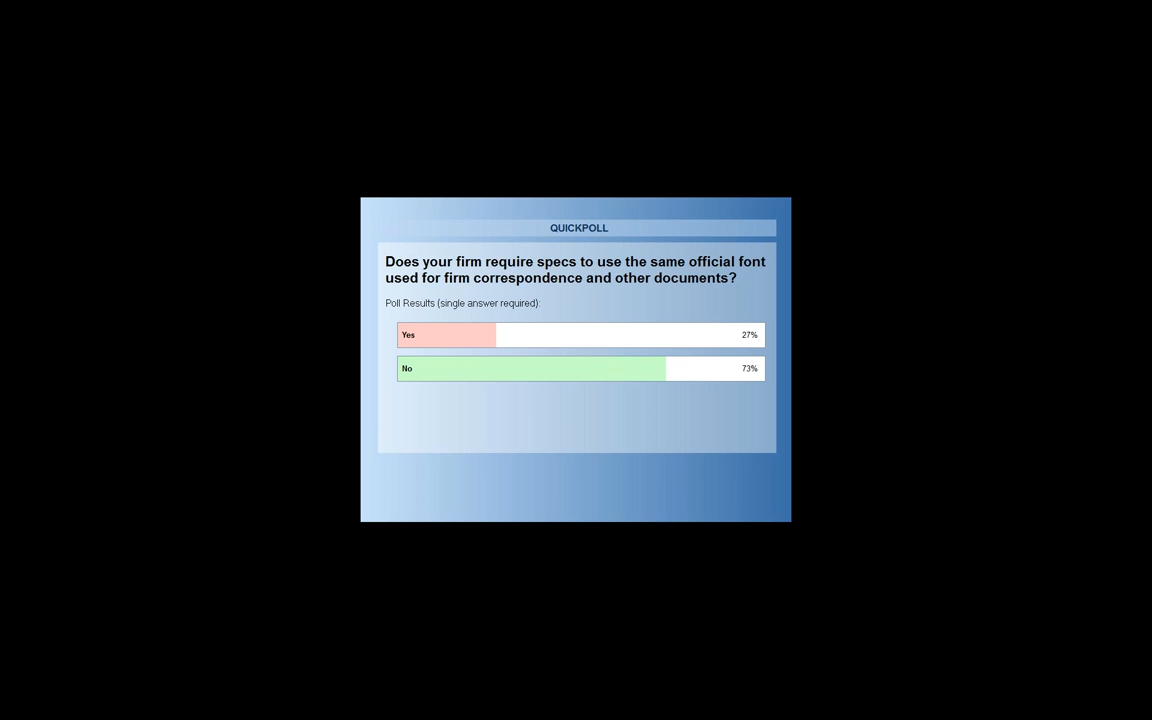 QUICKPOLL
Does your firm require specs to use the same official font
used for firm correspondence and other documents?
Poll Results (single answer required):
Yes 27%
No 73%